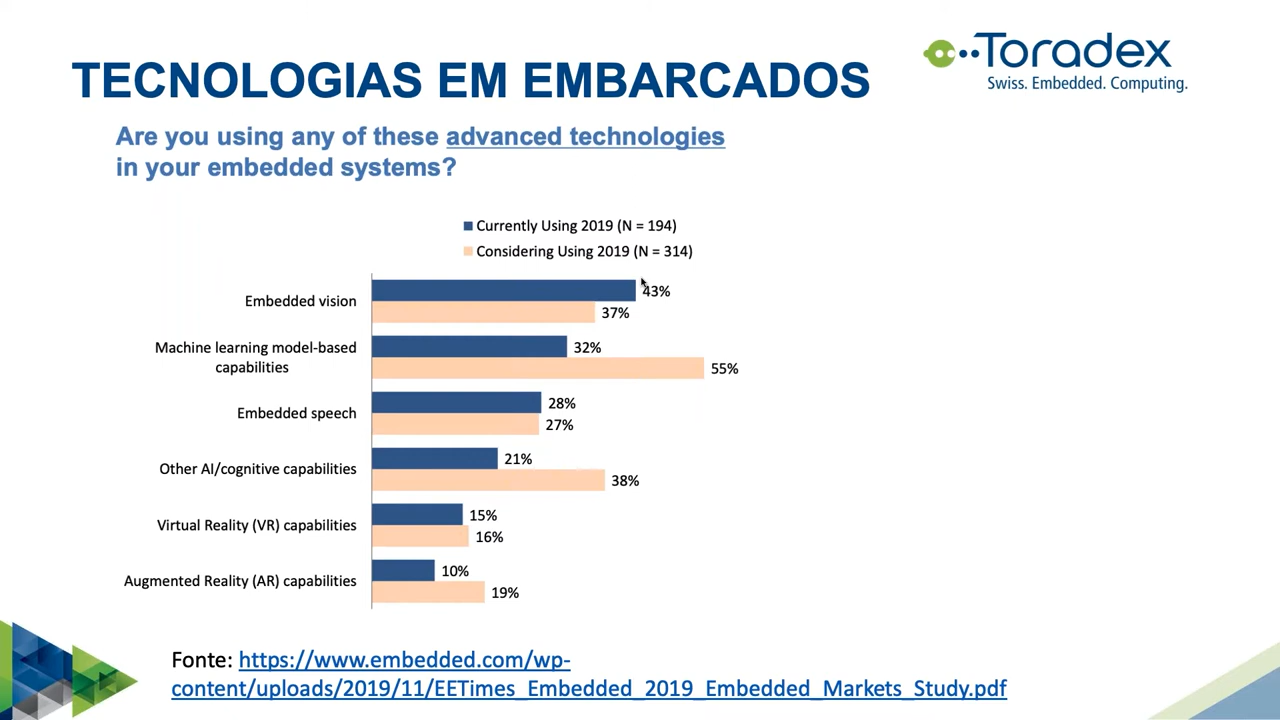 Toradex
Swiss. Embedded. Computing.
TECNOLOGIAS EM EMBARCADOS
Are you using any of these advanced technologies
in your embedded systems?
Currently Using 2019 (N = 194)
Considering Using 2019 (N = 314)
Embedded vision
43%
37%
Machine learning model-based
capabilities
32%
55%
Embedded speech
28%
27%
Other AI/cognitive capabilities
21%
38%
Virtual Reality (VR) capabilities
15%
16%
Augmented Reality (AR) capabilities
10%
19%
Fonte: https://www.embedded.com/wp-
content/uploads/2019/11/EETimes_Embedded_2019_Embedded_Markets_Study.pdf